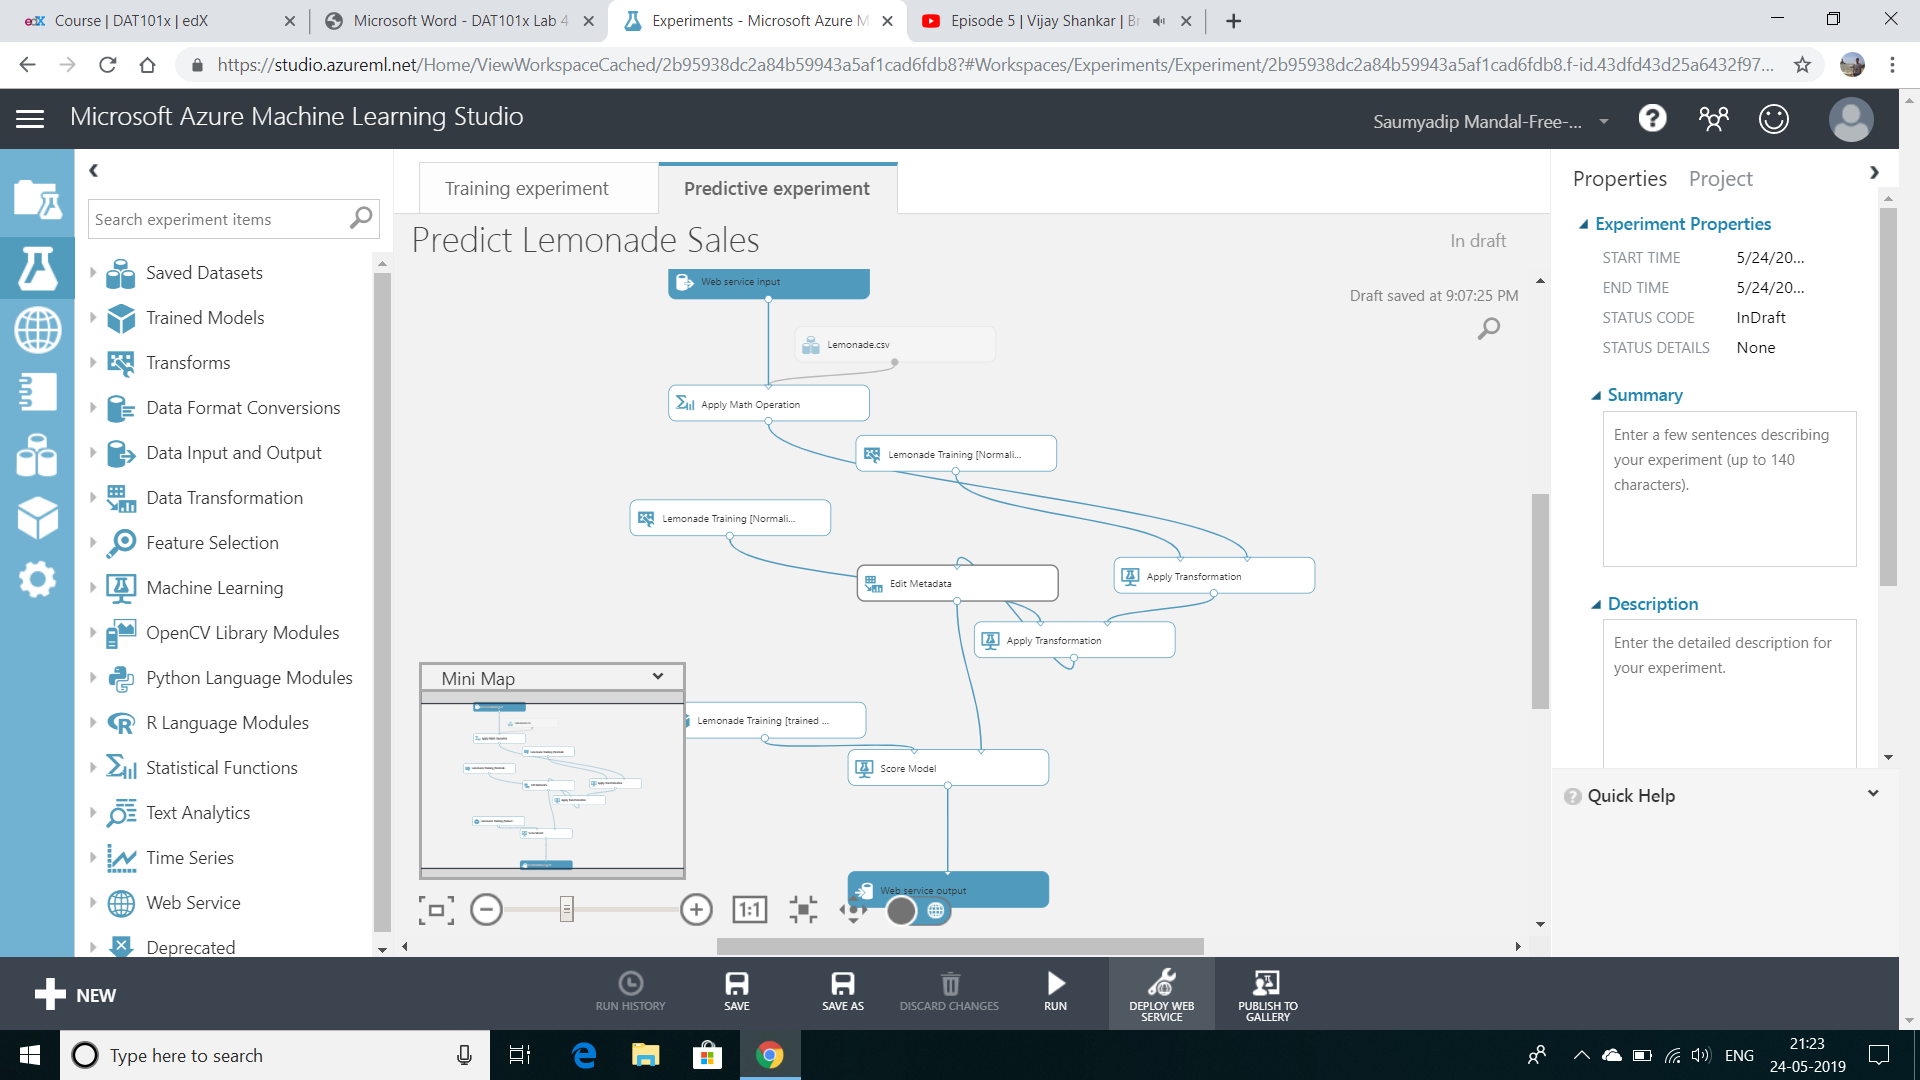 Course | DAT101x | edX
Microsoft Word - DAT101x Lab 4
Experiments - Microsoft Azure M
Episode 5 | Vijay Shankar | Br
https://studio.azureml.net/Home/ViewWorkspaceCached/2b95938dc2a84b59943a5af1cad6fdb8?#Workspaces/Experiments/Experiment/2b95938dc2a84b59943a5af1cad6fdb8.f-id.43dfd43d25a6432f97...
Microsoft Azure Machine Learning Studio
Saumyadip Mandal-Free-...
Search experiment items
Saved Datasets
Trained Models
Transforms
Data Format Conversions
Data Input and Output
Data Transformation
Feature Selection
Machine Learning
OpenCV Library Modules
Python Language Modules
R Language Modules
Statistical Functions
Text Analytics
Time Series
Web Service
Deprecated
Training experiment
Predictive experiment
Predict Lemonade Sales
In draft
Draft saved at 9:07:25 PM
Web service input
Lemonade.csv
Apply Math Operation
Lemonade Training [Normali...
Lemonade Training [Normali...
Edit Metadata
Apply Transformation
Apply Transformation
Mini Map
Lemonade Training [trained ...
Score Model
Web service output
1:1
Properties
Project
Experiment Properties
START TIME 5/24/20...
END TIME 5/24/20...
STATUS CODE InDraft
STATUS DETAILS None
Summary
Enter a few sentences describing
your experiment (up to 140
characters).
Description
Enter the detailed description for
your experiment.
Quick Help
NEW
RUN HISTORY
SAVE
SAVE AS
DISCARD CHANGES
RUN
DEPLOY WEB
SERVICE
PUBLISH TO
GALLERY
Type here to search
ENG
21:23
24-05-2019